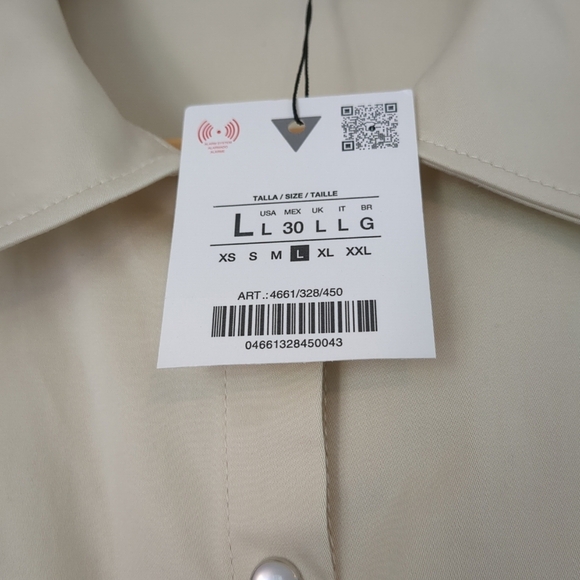 TALLA / SIZE / TAILLE
USA MEX UK IT BR
L L 30 L L G
XS S M L XL XXL
ART.:4661/328/450
04661328450043